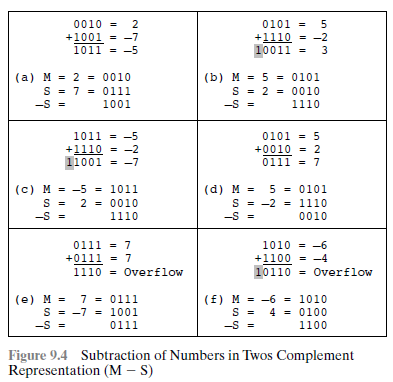 0010 = 2
+1001 = –7
1011 = –5
(a) M = 2 = 0010
S = 7 = 0111
–S = 1001
0101 = 5
+1110 = –2
10011 = 3
(b) M = 5 = 0101
S = 2 = 0010
–S = 1110
1011 = –5
+1110 = –2
11001 = –7
(c) M = –5 = 1011
S = 2 = 0010
–S = 1110
0101 = 5
+0010 = 2
0111 = 7
(d) M = 5 = 0101
S = –2 = 1110
–S = 0010
0111 = 7
+0111 = 7
1110 = Overflow
(e) M = 7 = 0111
S = –7 = 1001
–S = 0111
1010 = –6
+1100 = –4
10110 = Overflow
(f) M = –6 = 1010
S = 4 = 0100
–S = 1100
Figure 9.4 Subtraction of Numbers in Twos Complement
Representation (M – S)